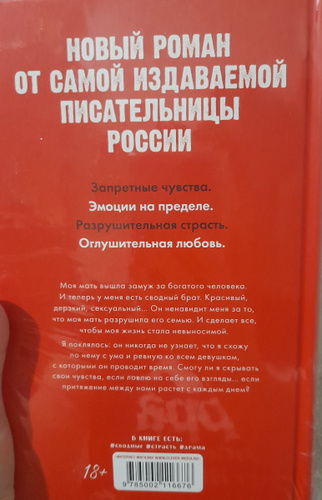 НОВЫЙ РОМАН
ОТ САМОЙ ИЗДАВАЕМОЙ
ПИСАТЕЛЬНИЦЫ
РОССИИ
Запретные чувства.
Эмоции на пределе.
Разрушительная страсть.
Оглушительная любовь.
Моя мать вышла замуж за богатого человека.
И теперь у меня есть сводный брат. Красивый,
дерзкий, сексуальный... Он ненавидит меня за то,
что моя мать разрушила его семью. И сделает все,
чтобы моя жизнь стала невыносимой.
Я поклялась: он никогда не узнает, что я схожу
по нему с ума и ревную ко всем девушкам,
с которыми он проводит время. Смогу ли я скрывать
свои чувства, если ловлю на себе его взгляды... если
притяжение между нами растет с каждым днем?
В КНИГЕ ЕСТЬ:
#сводные #страсть #драма
18+
9 785002 116676